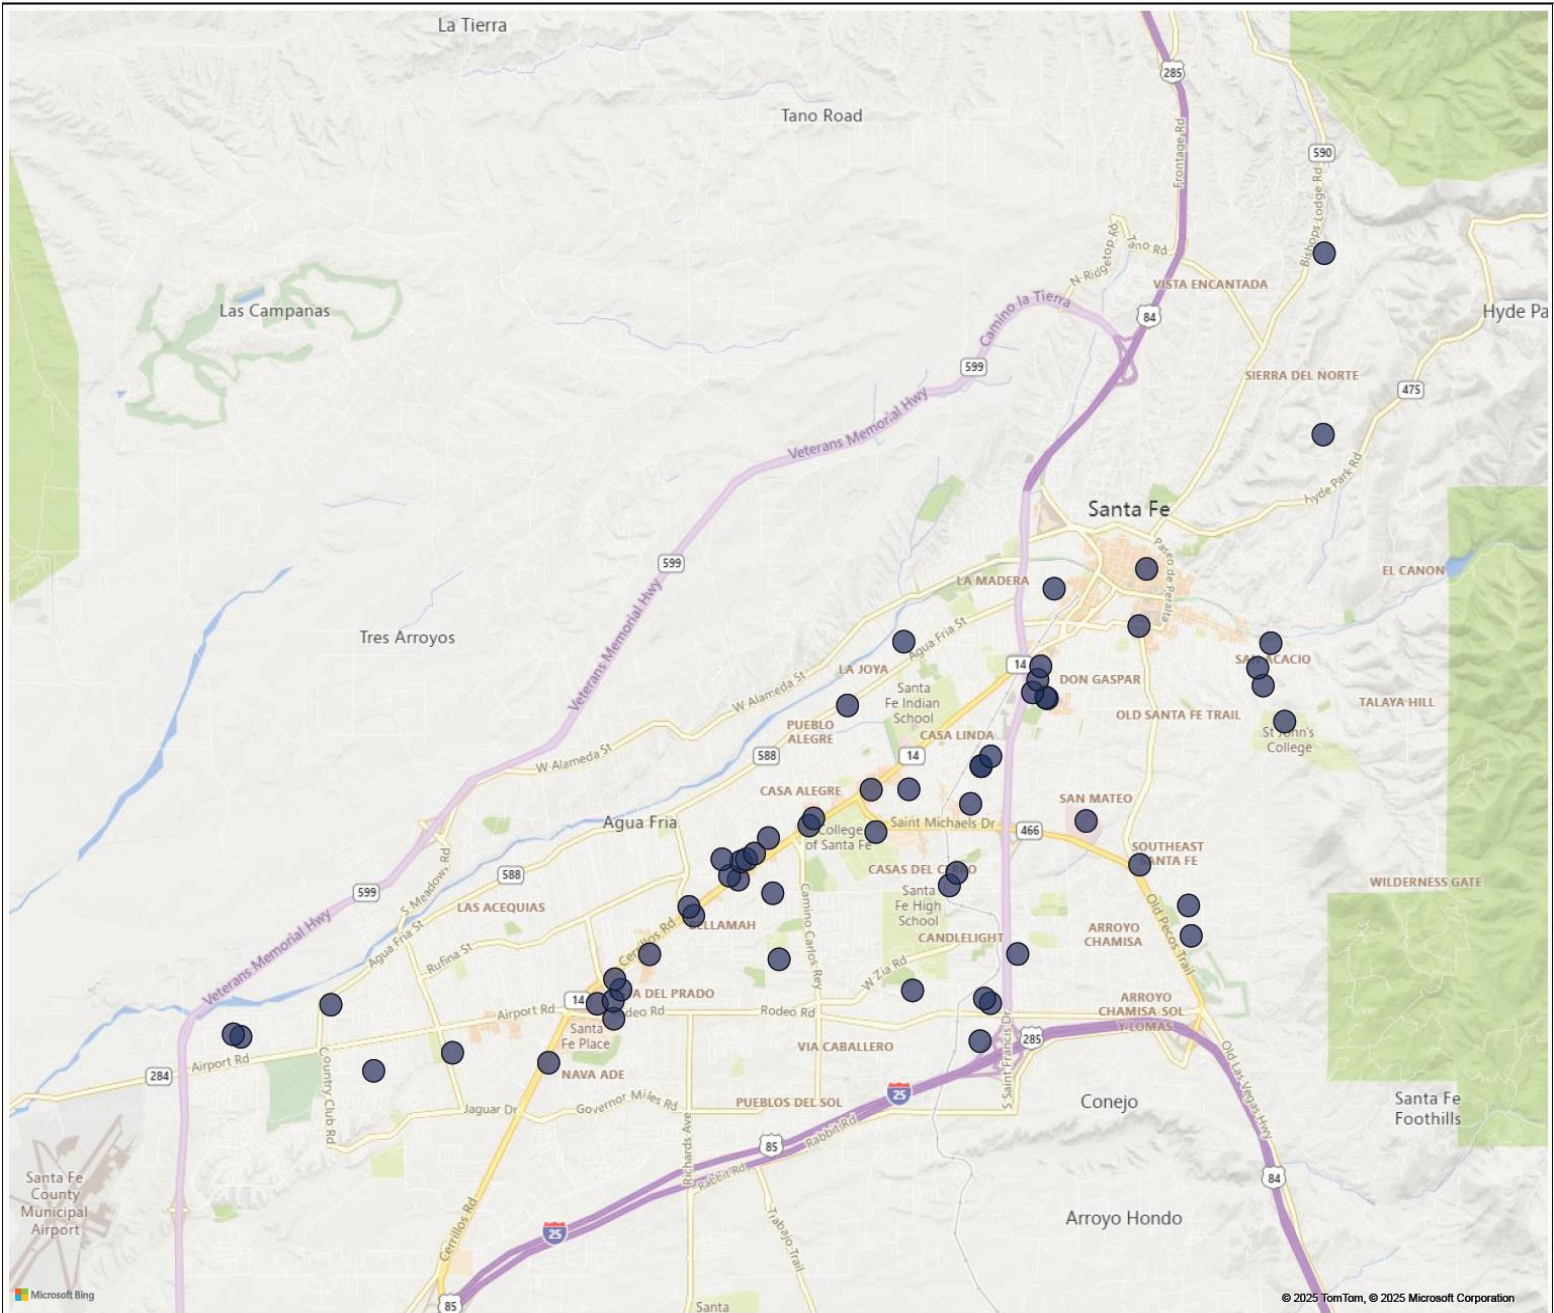 La Tierra
285
Tano Road
Frontage Rd
590
Bishops Lodge Rd
Tano Rd
N Ridgetop Rd
VISTA ENCANTADA
Las Campanas
Camino la Tierra
84
Hyde Pa
599
SIERRA DEL NORTE
475
Veterans Memorial Hwy
Hyde Park Rd
Santa Fe
599
Paseo de Peralta
EL CANON
LA MADERA
Veterans Memorial Hwy
Tres Arroyos
Agua Fria St
LA JOYA
14
SAN ACACIO
W Alameda St
Santa
Fe Indian
School
DON GASPAR
TALAYA HILL
OLD SANTA FE TRAIL
PUEBLO
ALEGRE
CASA LINDA
St John's
College
W Alameda St
588
14
CASA ALEGRE
SAN MATEO
Agua Fria
College
of Santa Fe
Saint Michaels Dr
466
SOUTHEAST
SANTA FE
CASAS DEL
588
S Meadows Rd
599
Santa
Fe High
School
WILDERNESS GATE
LAS ACEQUIAS
Camino Carlos Rey
Old Pecos Trail
Agua Fria St
Rufina St
Cerrillos Rd
CANDLELIGHT
ARROYO
CHAMISA
Veterans Memorial Hwy
W Zia Rd
14
DEL PRADO
ARROYO
CHAMISA-SOL
Y LOMAS
Airport Rd
Rodeo Rd
Santa
Fe Place
VIA CABALLERO
285
S Saint Francis Dr
Airport Rd
284
Country Club Rd
NAVA ADE
Old Las Vegas Hwy
25
Jaguar Dr
Governor Miles Rd
PUEBLOS DEL SOL
Conejo
Santa Fe
Foothills
Richards Ave
85
Rabbit Rd
Rabbit Rd
84
Santa Fe
County
Municipal
Airport
Cerrillos Rd
25
Trabajo Trail
Arroyo Hondo
Microsoft Bing
85
Santa
© 2025 TomTom, © 2025 Microsoft Corporation